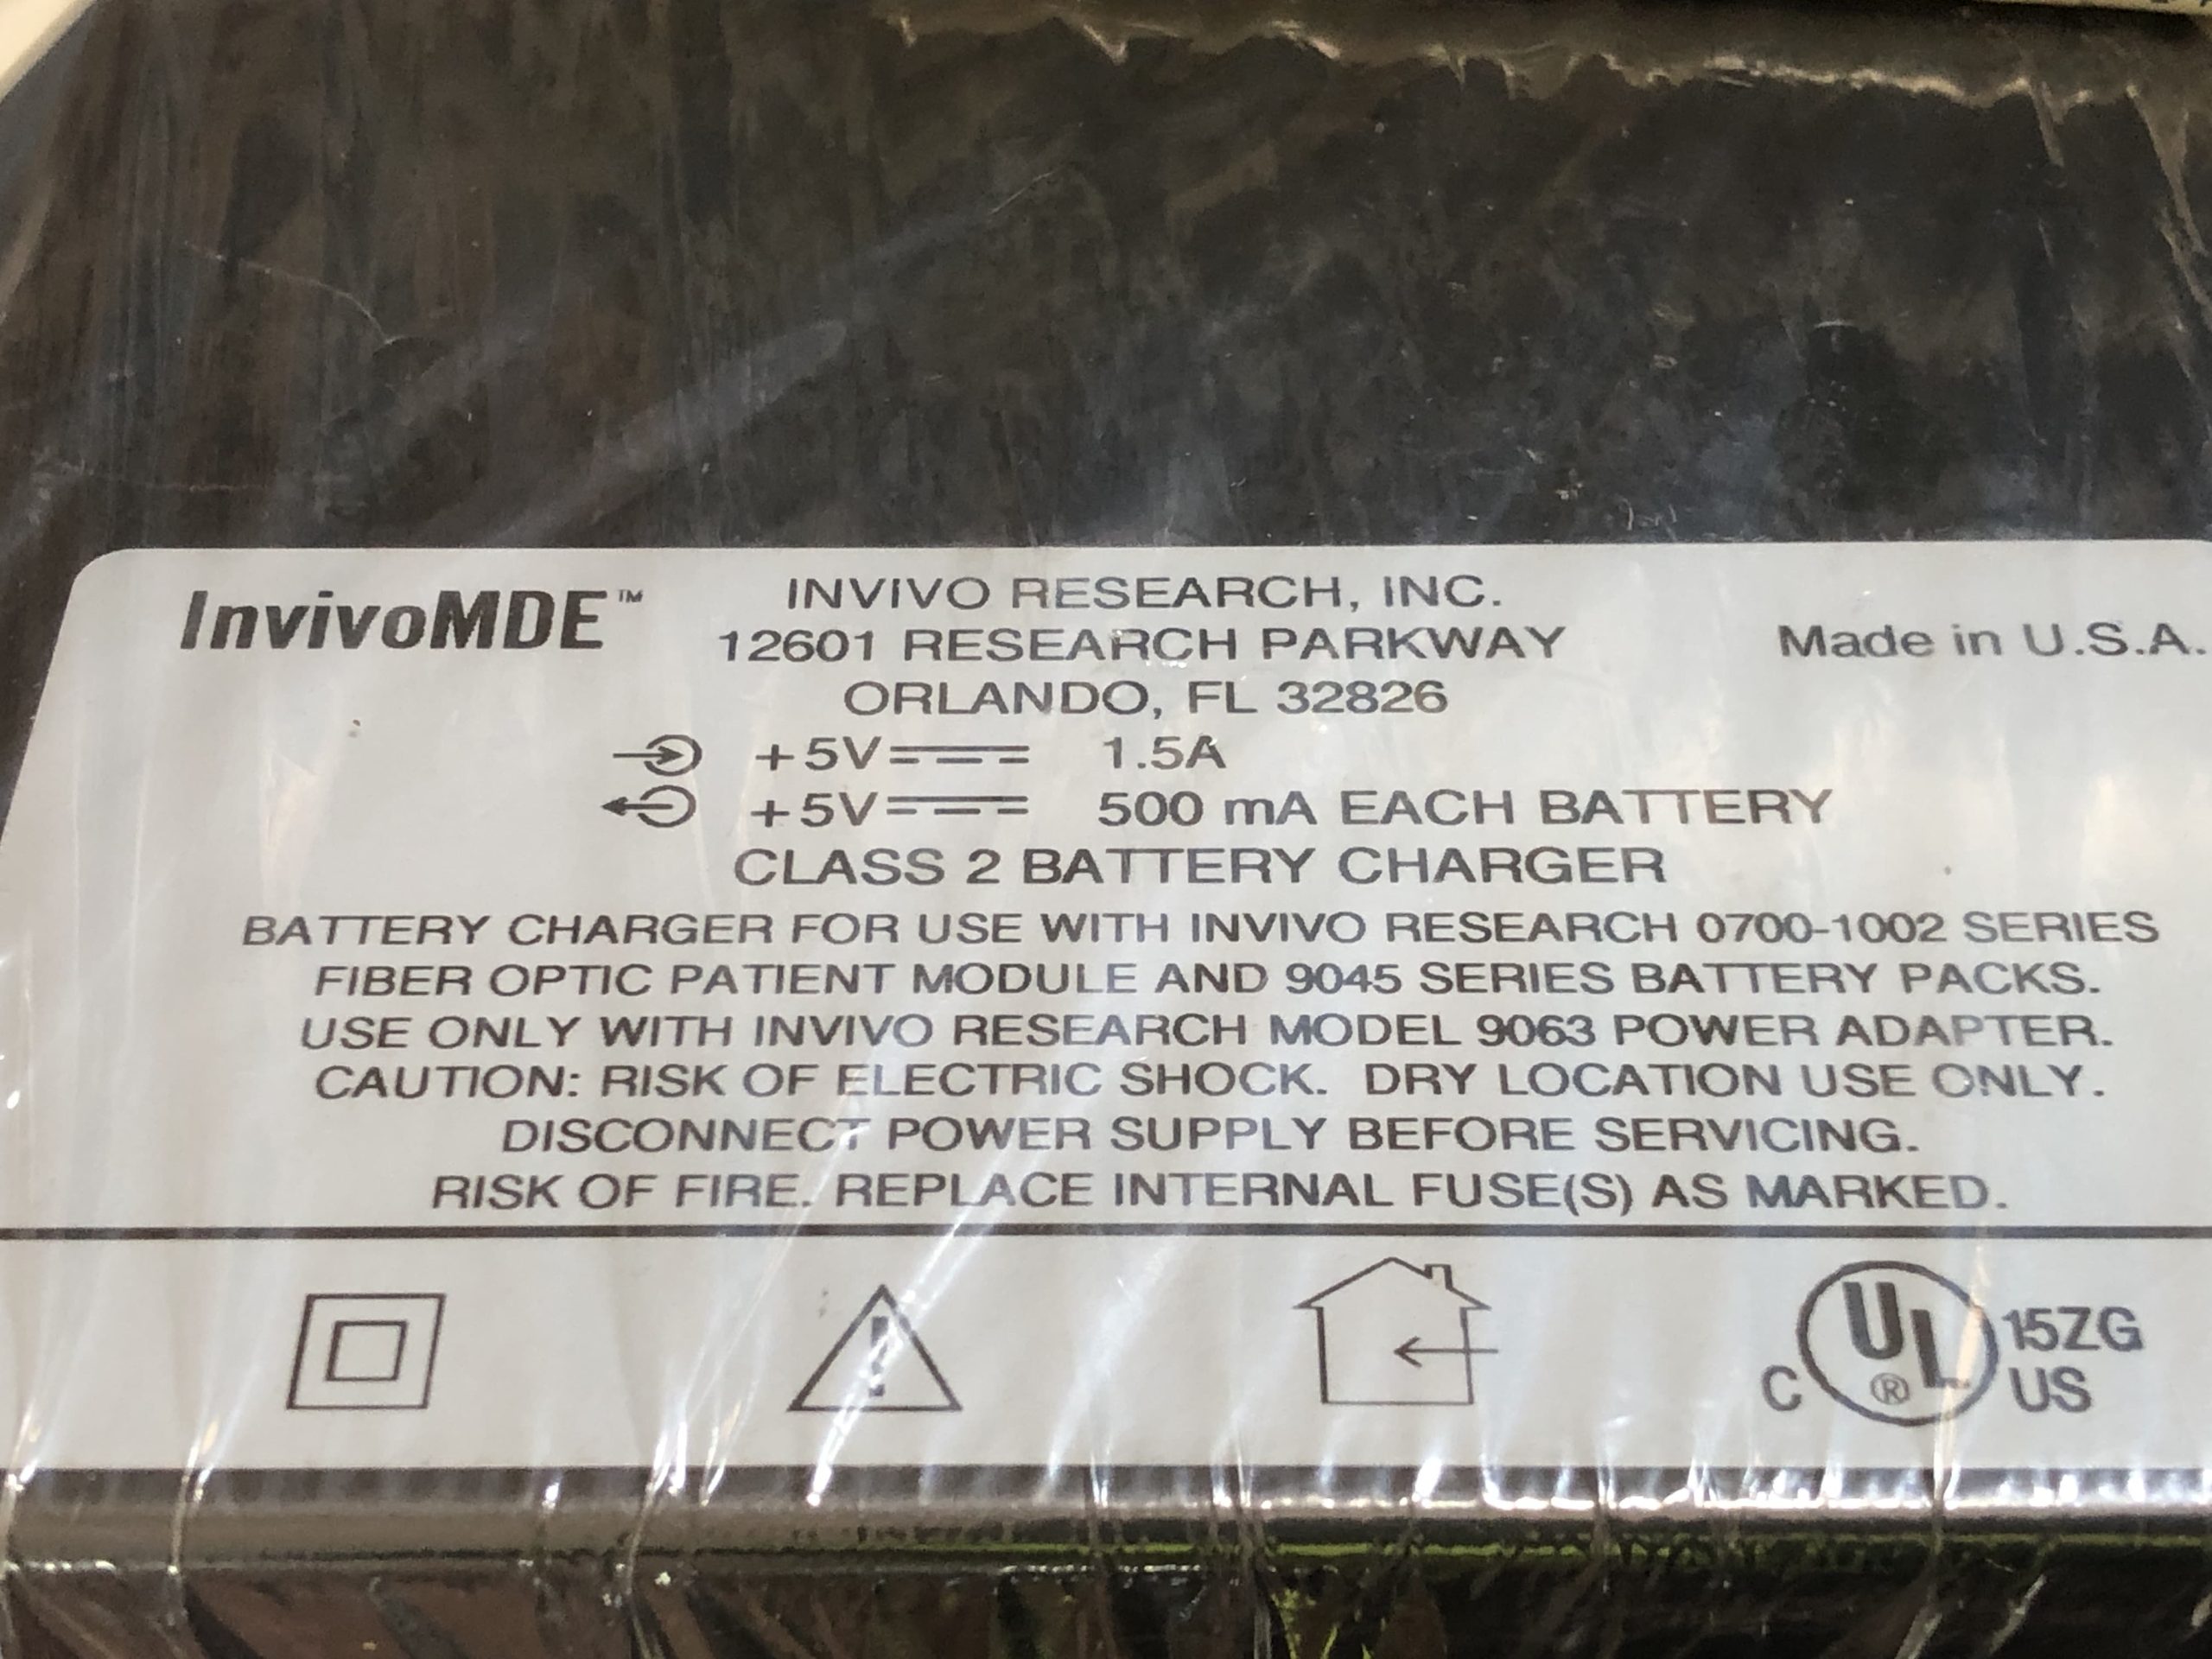 InvivoMDE™
INVIVO RESEARCH, INC.
12601 RESEARCH PARKWAY
ORLANDO, FL 32826
Made in U.S.A.
+5V 1.5A
+5V 500 mA EACH BATTERY
CLASS 2 BATTERY CHARGER
BATTERY CHARGER FOR USE WITH INVIVO RESEARCH 0700-1002 SERIES
FIBER OPTIC PATIENT MODULE AND 9045 SERIES BATTERY PACKS.
USE ONLY WITH INVIVO RESEARCH MODEL 9063 POWER ADAPTER.
CAUTION: RISK OF ELECTRIC SHOCK. DRY LOCATION USE ONLY.
DISCONNECT POWER SUPPLY BEFORE SERVICING.
RISK OF FIRE. REPLACE INTERNAL FUSE(S) AS MARKED.
!
C UL ® US
15ZG